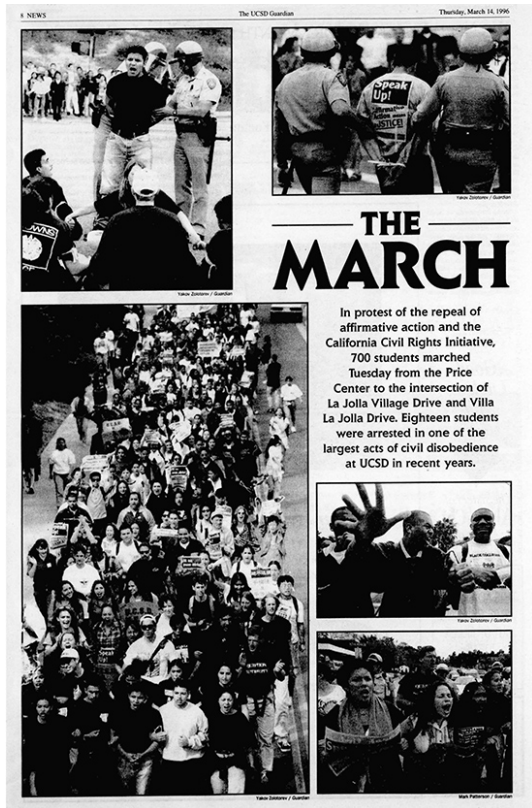 8 NEWS
The UCSD Guardian
Thursday, March 14, 1996
Speak
Up!
Affirmative
Action
JUSTICE!
Yakov Zolotorev / Guardian
Yakov Zolotorev / Guardian
THE
MARCH
In protest of the repeal of
affirmative action and the
California Civil Rights Initiative,
700 students marched
Tuesday from the Price
Center to the intersection of
La Jolla Village Drive and Villa
La Jolla Drive. Eighteen students
were arrested in one of the
largest acts of civil disobedience
at UCSD in recent years.
Speak
Up!
Yakov Zolotorev / Guardian
Yakov Zolotorev / Guardian
Mark Patterson / Guardian